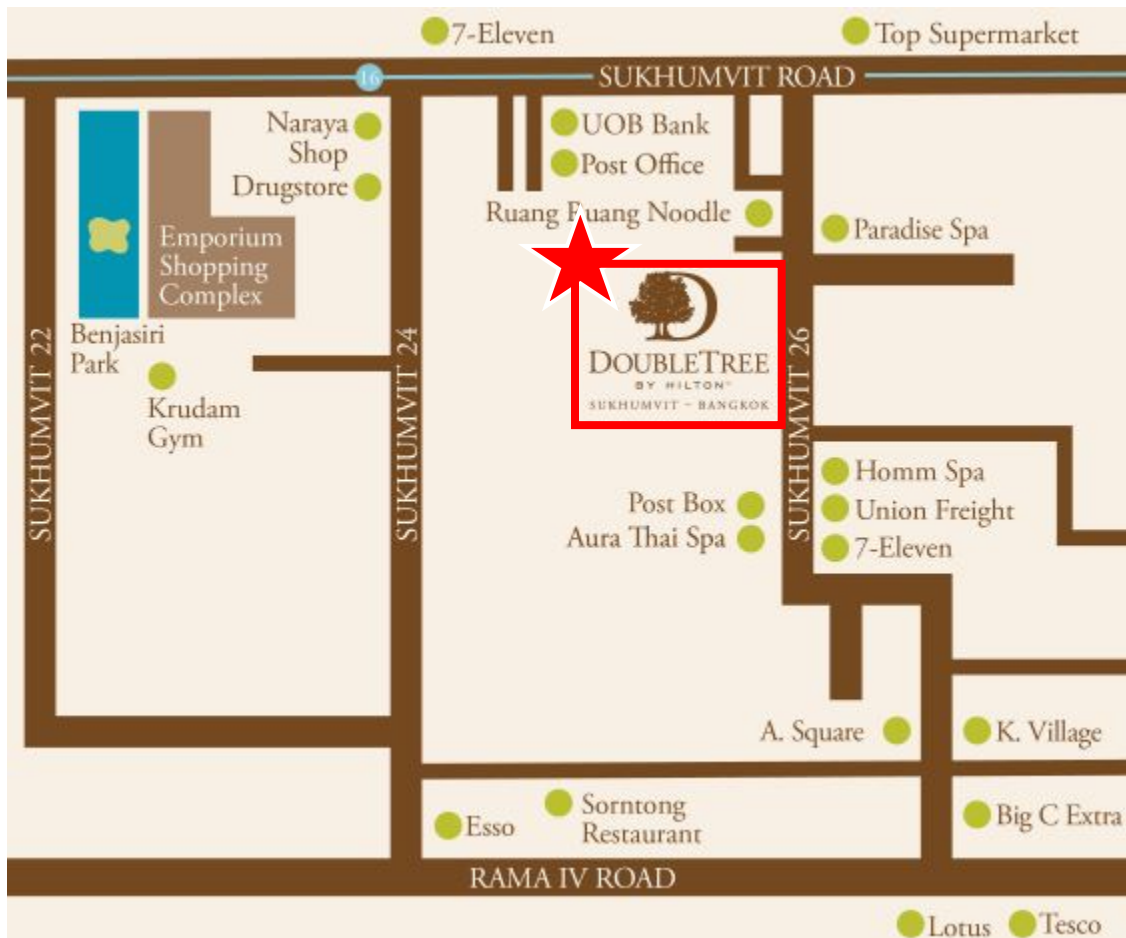 7-Eleven
Top Supermarket
16
SUKHUMVIT ROAD
Naraya
Shop
Drugstore
UOB Bank
Post Office
Ruang Ruang Noodle
Paradise Spa
Emporium
Shopping
Complex
Benjasiri
Park
Krudam
Gym
SUKHUMVIT 22
SUKHUMVIT 24
D
DOUBLETREE
BY HILTON™
SUKHUMVIT - BANGKOK
SUKHUMVIT 26
Homm Spa
Union Freight
7-Eleven
Post Box
Aura Thai Spa
A. Square
K. Village
Esso
Sorntong
Restaurant
Big C Extra
RAMA IV ROAD
Lotus
Tesco